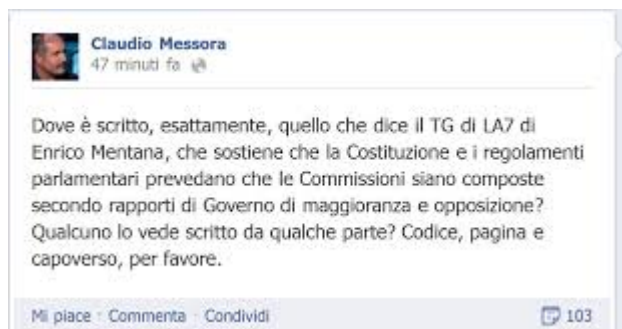 Claudio Messora
47 minuti fa
Dove è scritto, esattamente, quello che dice il TG di LA7 di
Enrico Mentana, che sostiene che la Costituzione e i regolamenti
parlamentari prevedano che le Commissioni siano composte
secondo rapporti di Governo di maggioranza e opposizione?
Qualcuno lo vede scritto da qualche parte? Codice, pagina e
capoverso, per favore.
Mi piace · Commenta · Condividi 103